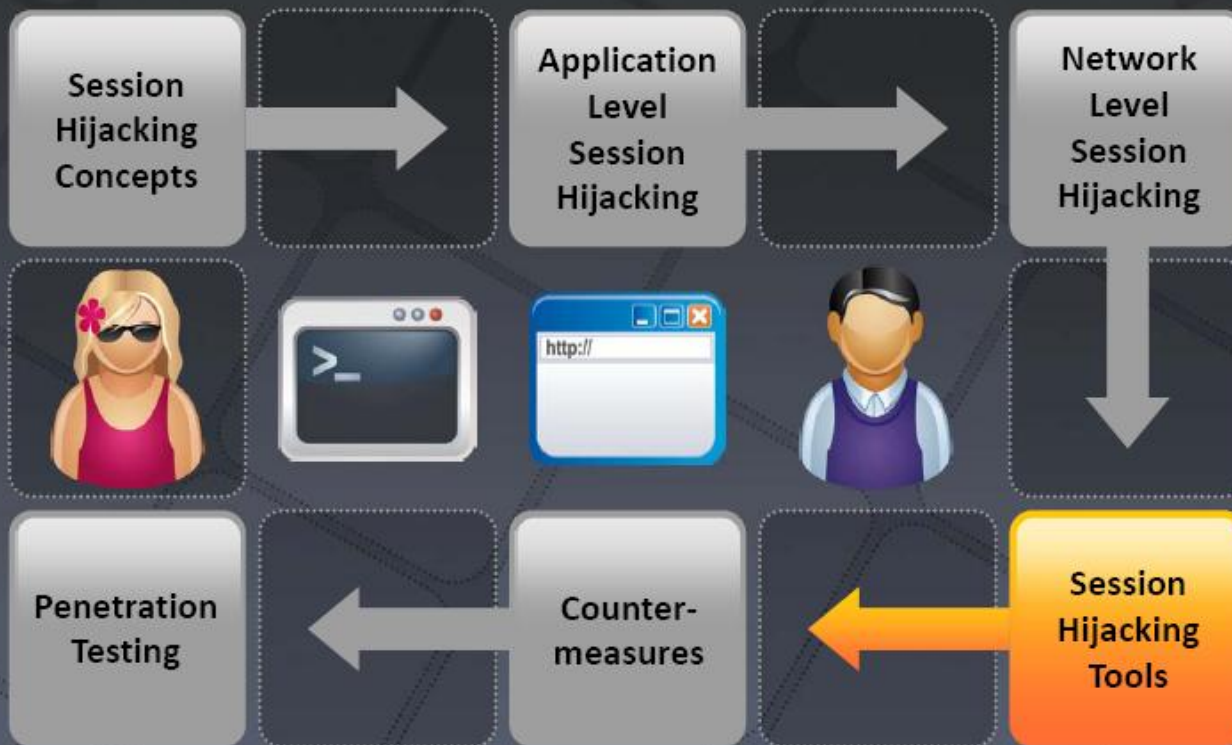 Session
Hijacking
Concepts
Application
Level
Session
Hijacking
Network
Level
Session
Hijacking
>_
http://
Penetration
Testing
Counter-
measures
Session
Hijacking
Tools